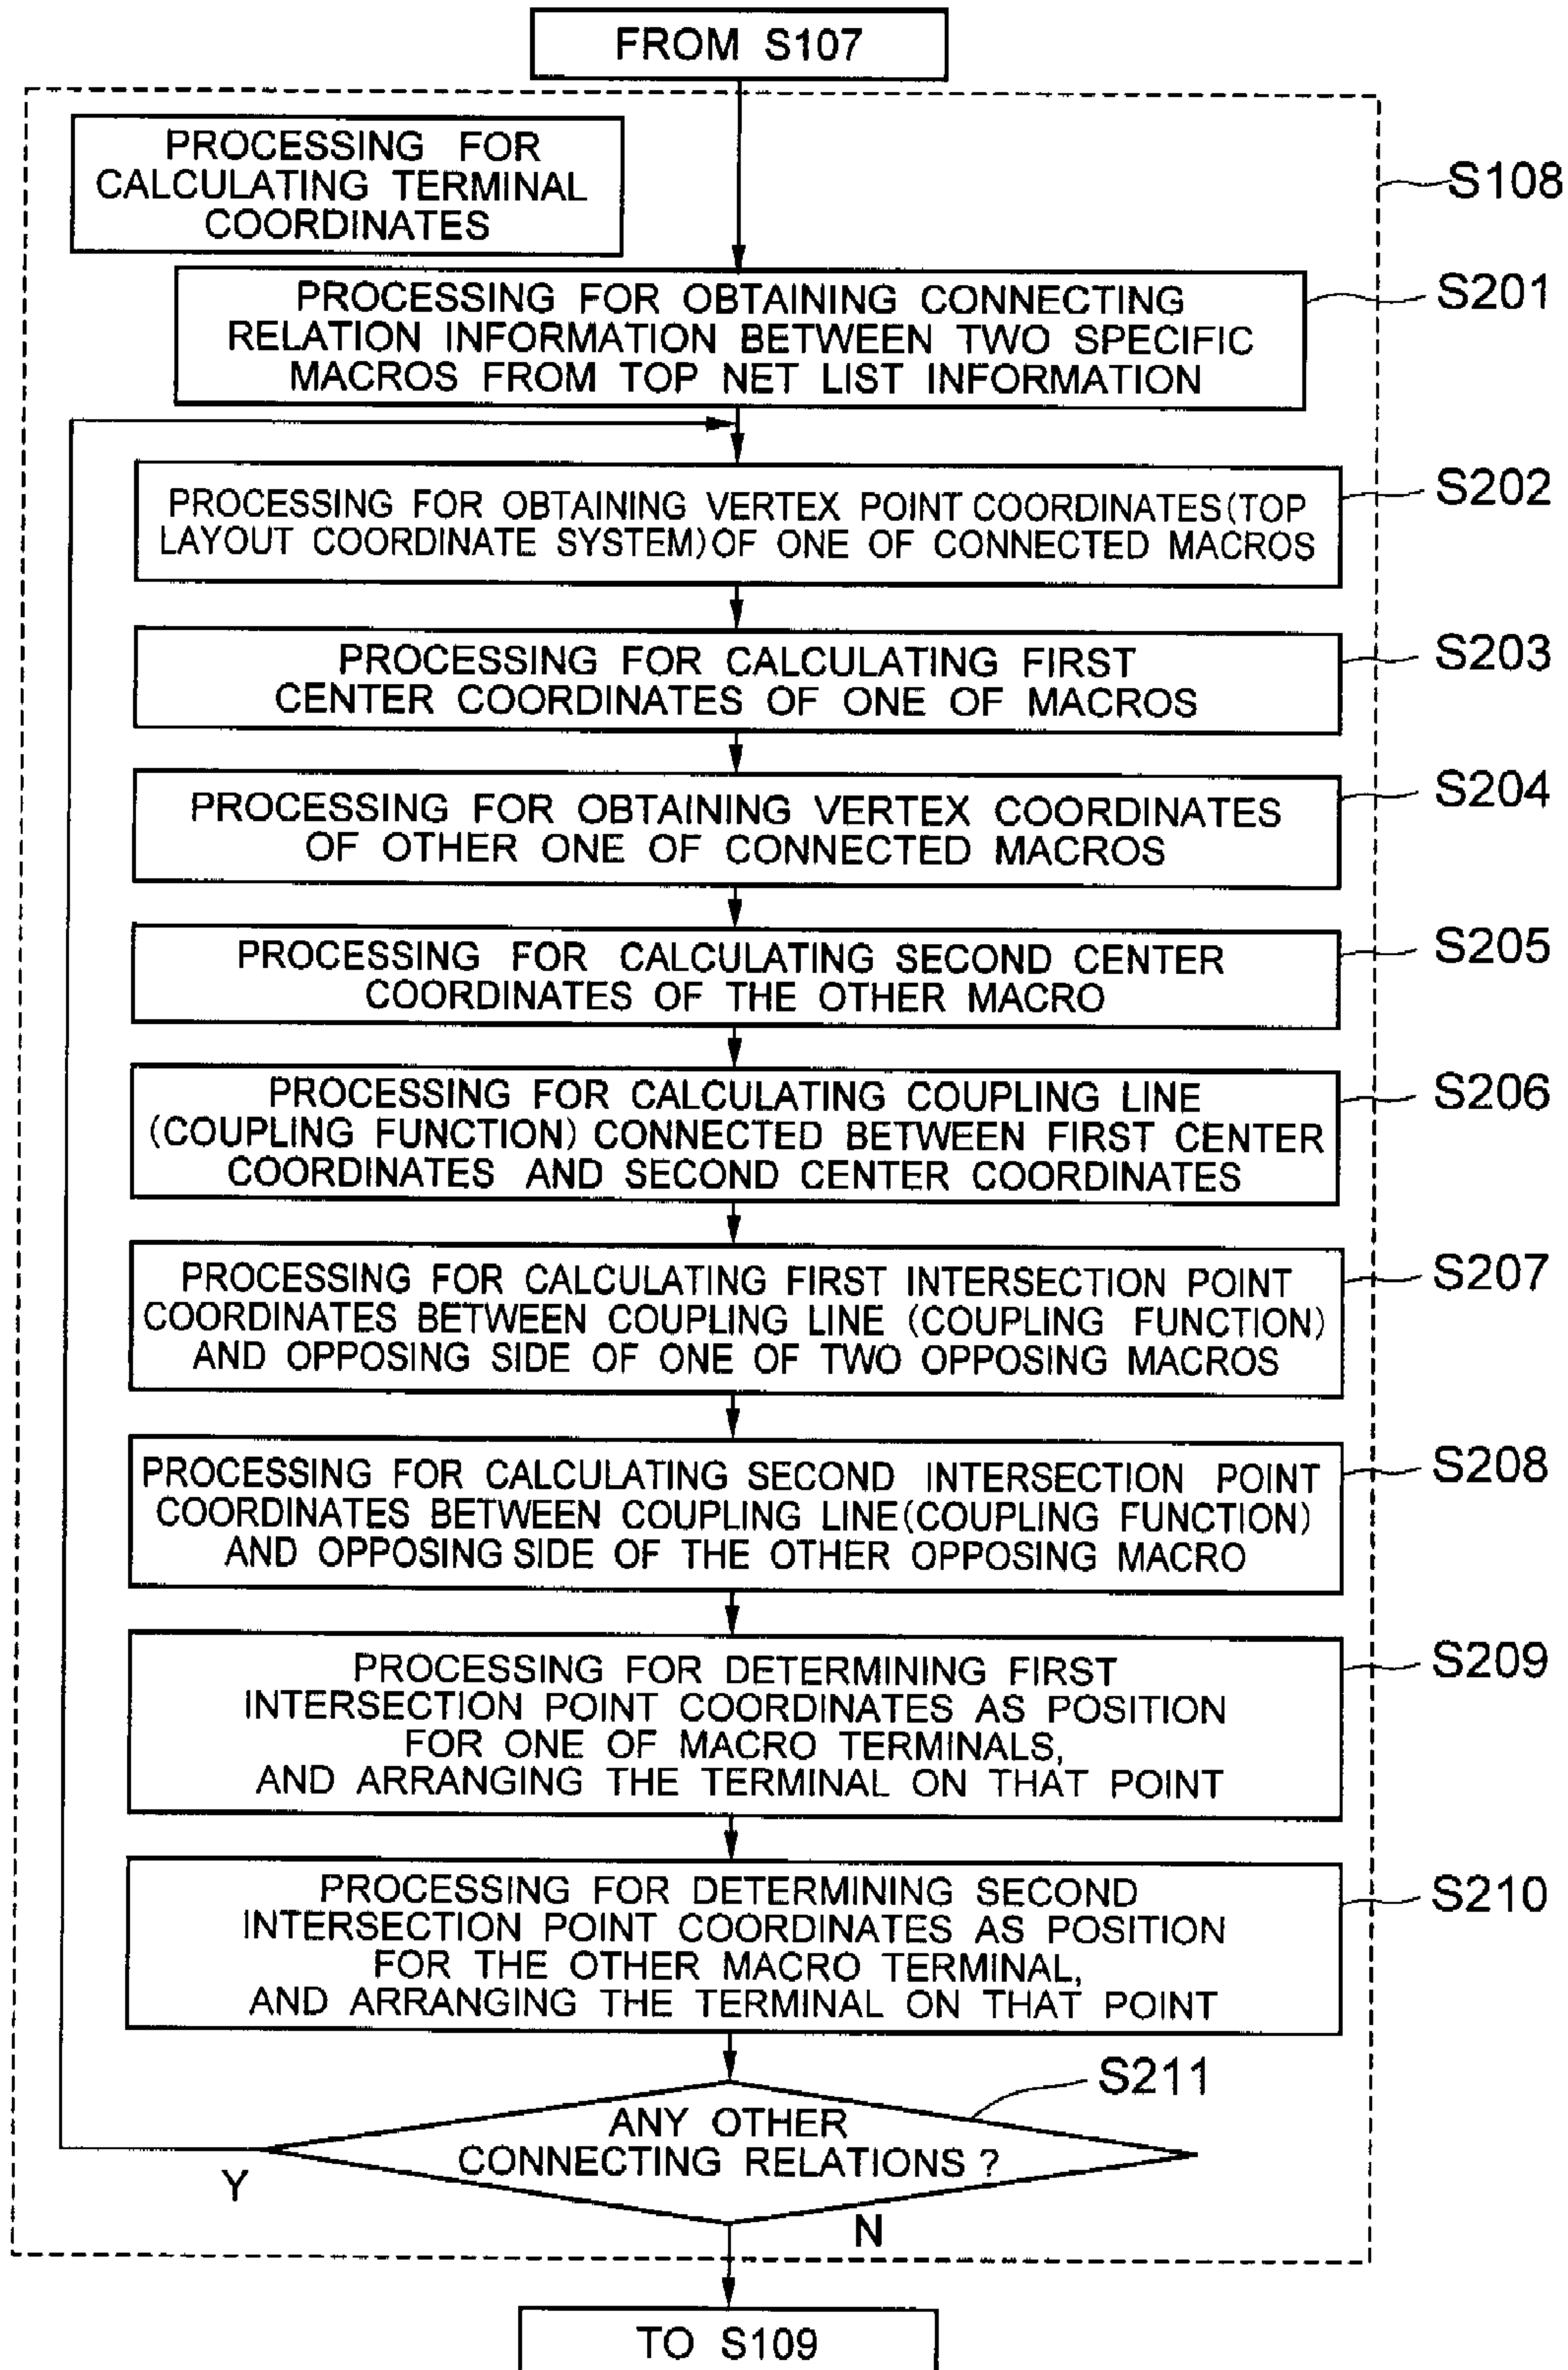 FROM S107
PROCESSING FOR
CALCULATING TERMINAL
COORDINATES
S108
PROCESSING FOR OBTAINING CONNECTING
RELATION INFORMATION BETWEEN TWO SPECIFIC
MACROS FROM TOP NET LIST INFORMATION
S201
PROCESSING FOR OBTAINING VERTEX POINT COORDINATES(TOP
LAYOUT COORDINATE SYSTEM)OF ONE OF CONNECTED MACROS
S202
PROCESSING FOR CALCULATING FIRST
CENTER COORDINATES OF ONE OF MACROS
S203
PROCESSING FOR OBTAINING VERTEX COORDINATES
OF OTHER ONE OF CONNECTED MACROS
S204
PROCESSING FOR CALCULATING SECOND CENTER
COORDINATES OF THE OTHER MACRO
S205
PROCESSING FOR CALCULATING COUPLING LINE
(COUPLING FUNCTION) CONNECTED BETWEEN FIRST CENTER
COORDINATES AND SECOND CENTER COORDINATES
S206
PROCESSING FOR CALCULATING FIRST INTERSECTION POINT
COORDINATES BETWEEN COUPLING LINE (COUPLING FUNCTION)
AND OPPOSING SIDE OF ONE OF TWO OPPOSING MACROS
S207
PROCESSING FOR CALCULATING SECOND INTERSECTION POINT
COORDINATES BETWEEN COUPLING LINE(COUPLING FUNCTION)
AND OPPOSING SIDE OF THE OTHER OPPOSING MACRO
S208
PROCESSING FOR DETERMINING FIRST
INTERSECTION POINT COORDINATES AS POSITION
FOR ONE OF MACRO TERMINALS,
AND ARRANGING THE TERMINAL ON THAT POINT
S209
PROCESSING FOR DETERMINING SECOND
INTERSECTION POINT COORDINATES AS POSITION
FOR THE OTHER MACRO TERMINAL,
AND ARRANGING THE TERMINAL ON THAT POINT
S210
S211
ANY OTHER
CONNECTING RELATIONS ?
Y
N
TO S109